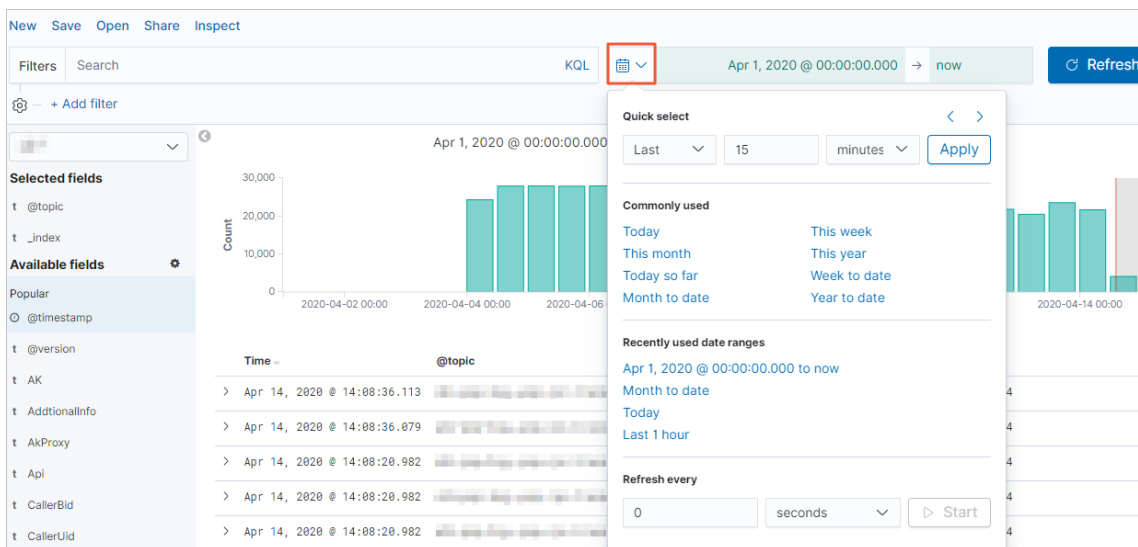 New Save Open Share Inspect
Filters Search KQL Apr 1, 2020 @ 00:00:00.000 → now Refresh
+ Add filter
Selected fields
t @topic
t _index
Available fields
Popular
@timestamp
t @version
t AK
t AddtionalInfo
t AkProxy
t Api
t CallerBid
t CallerUid
Apr 1, 2020 @ 00:00:00.000
Count
30,000
20,000
10,000
0
2020-04-02 00:00 2020-04-04 00:00 2020-04-06 2020-04-14 00:00
Time @topic
Apr 14, 2020 @ 14:08:36.113 4
Apr 14, 2020 @ 14:08:36.079 4
Apr 14, 2020 @ 14:08:20.982 4
Apr 14, 2020 @ 14:08:20.982 4
Apr 14, 2020 @ 14:08:20.982 4
Quick select
Last 15 minutes Apply
Commonly used
Today This week
This month This year
Today so far Week to date
Month to date Year to date
Recently used date ranges
Apr 1, 2020 @ 00:00:00.000 to now
Month to date
Today
Last 1 hour
Refresh every
0 seconds Start